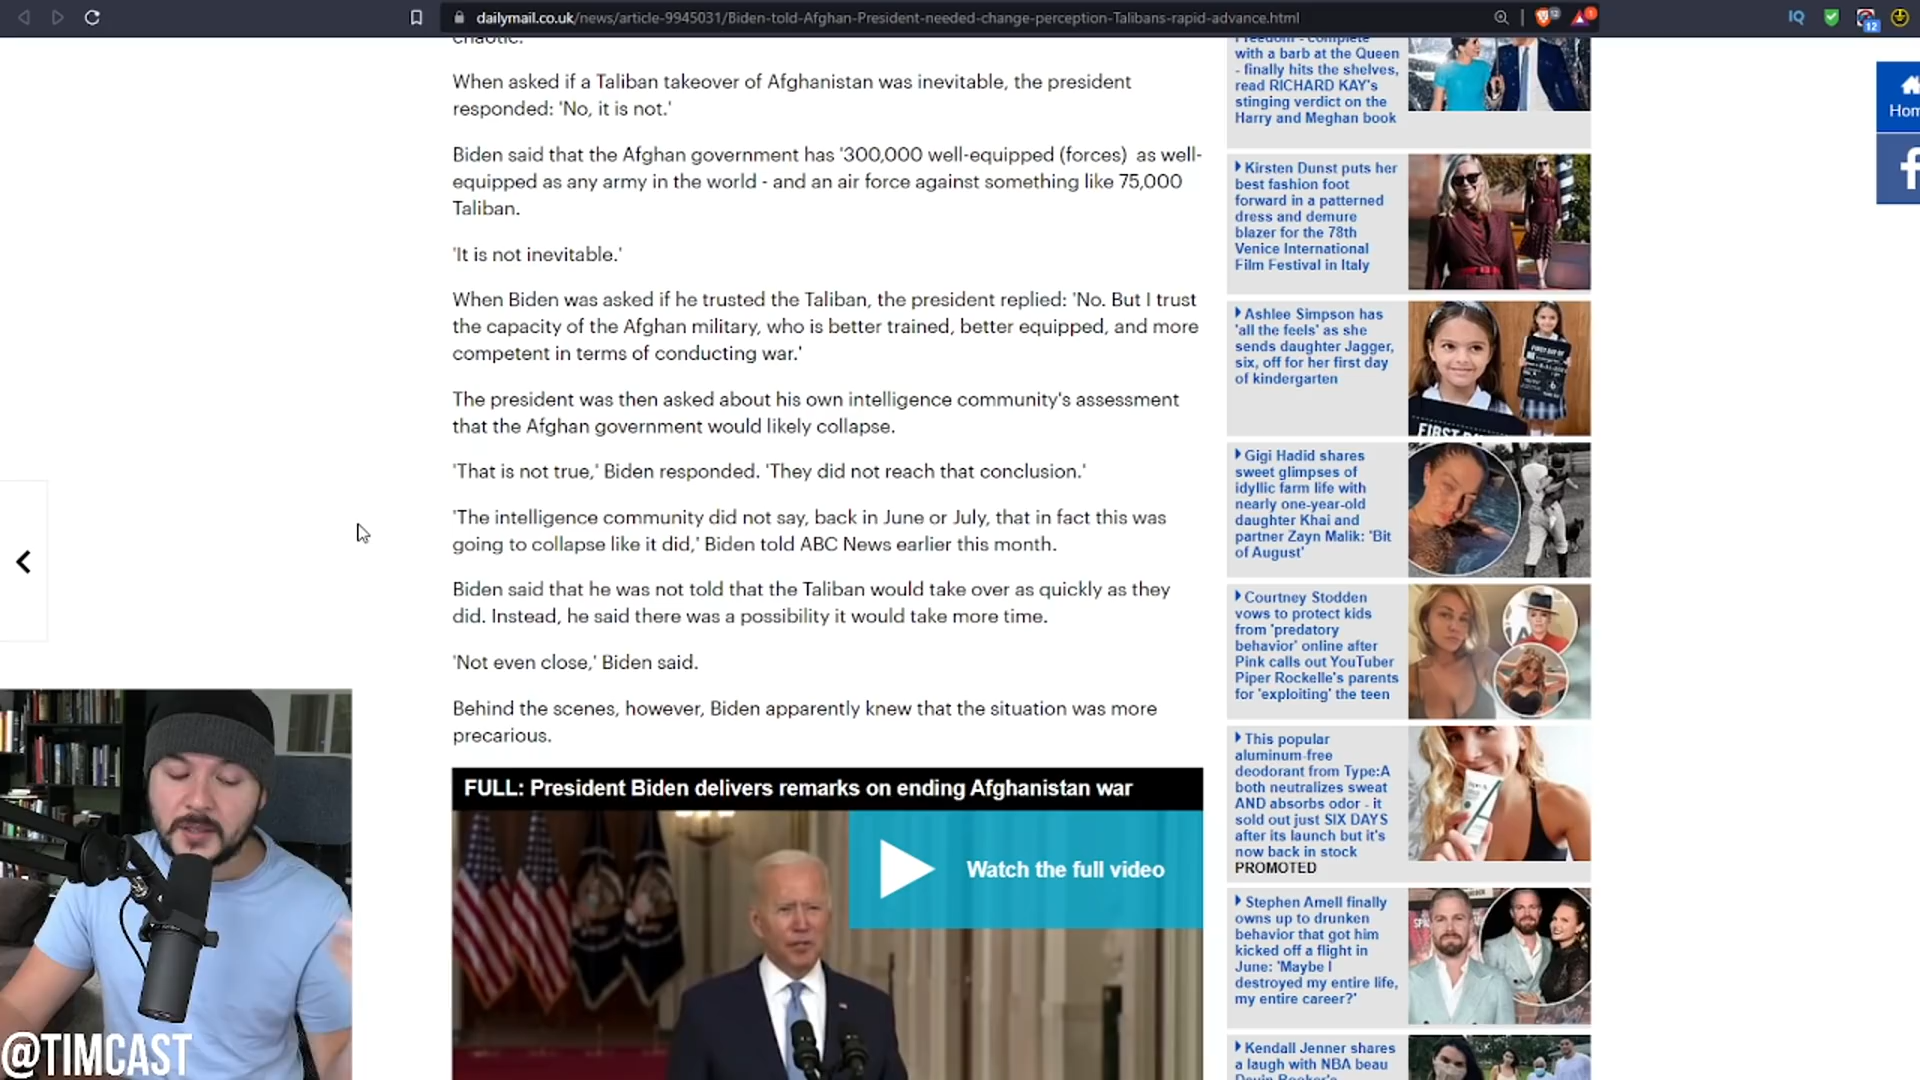 dailymail.co.uk/news/article-9945031/Biden-told-Afghan-President-needed-change-perception-Talibans-rapid-advance.html
12
1
IQ
12
chaotic.
When asked if a Taliban takeover of Afghanistan was inevitable, the president
responded: 'No, it is not.'
Biden said that the Afghan government has '300,000 well-equipped (forces)  as well-
equipped as any army in the world - and an air force against something like 75,000
Taliban.
'It is not inevitable.'
When Biden was asked if he trusted the Taliban, the president replied: 'No. But I trust
the capacity of the Afghan military, who is better trained, better equipped, and more
competent in terms of conducting war.'
The president was then asked about his own intelligence community's assessment
that the Afghan government would likely collapse.
'That is not true,' Biden responded. 'They did not reach that conclusion.'
'The intelligence community did not say, back in June or July, that in fact this was
going to collapse like it did,' Biden told ABC News earlier this month.
Biden said that he was not told that the Taliban would take over as quickly as they
did. Instead, he said there was a possibility it would take more time.
'Not even close,' Biden said.
Behind the scenes, however, Biden apparently knew that the situation was more
precarious.
FULL: President Biden delivers remarks on ending Afghanistan war
Watch the full video
Freedom - complete
with a barb at the Queen
- finally hits the shelves,
read RICHARD KAY's
stinging verdict on the
Harry and Meghan book
Kirsten Dunst puts her
best fashion foot
forward in a patterned
dress and demure
blazer for the 78th
Venice International
Film Festival in Italy
Ashlee Simpson has
'all the feels' as she
sends daughter Jagger,
six, off for her first day
of kindergarten
FIRST DAY OF
Gigi Hadid shares
sweet glimpses of
idyllic farm life with
nearly one-year-old
daughter Khai and
partner Zayn Malik: 'Bit
of August'
Courtney Stodden
vows to protect kids
from 'predatory
behavior' online after
Pink calls out YouTuber
Piper Rockelle's parents
for 'exploiting' the teen
This popular
aluminum-free
deodorant from Type:A
both neutralizes sweat
AND absorbs odor - it
sold out just SIX DAYS
after its launch but it's
now back in stock
PROMOTED
Stephen Amell finally
owns up to drunken
behavior that got him
kicked off a flight in
June: 'Maybe I
destroyed my entire life,
my entire career?'
Kendall Jenner shares
a laugh with NBA beau
Devin Booker's
Hom
f
@TIMCAST